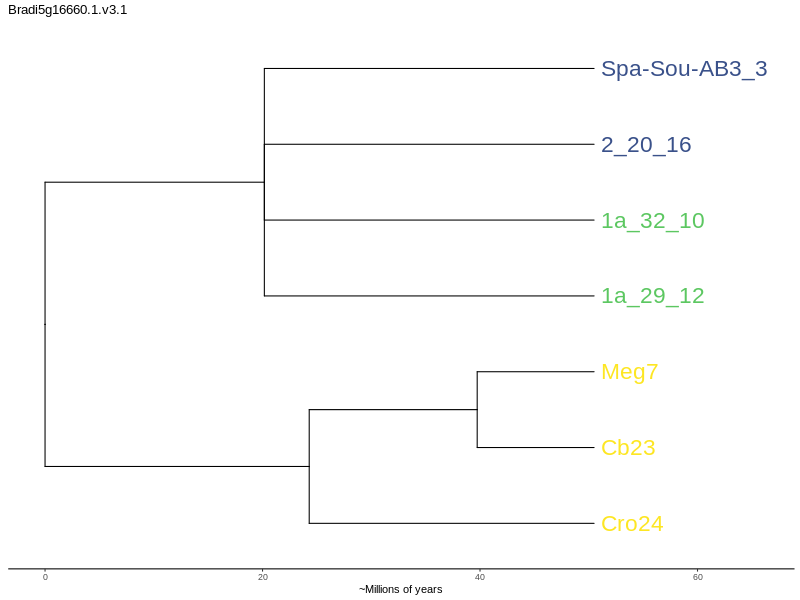 Bradi5g16660.1.v3.1
Spa-Sou-AB3_3
2_20_16
1a_32_10
1a_29_12
Meg7
Cb23
Cro24
0 20 40 60
~Millions of years